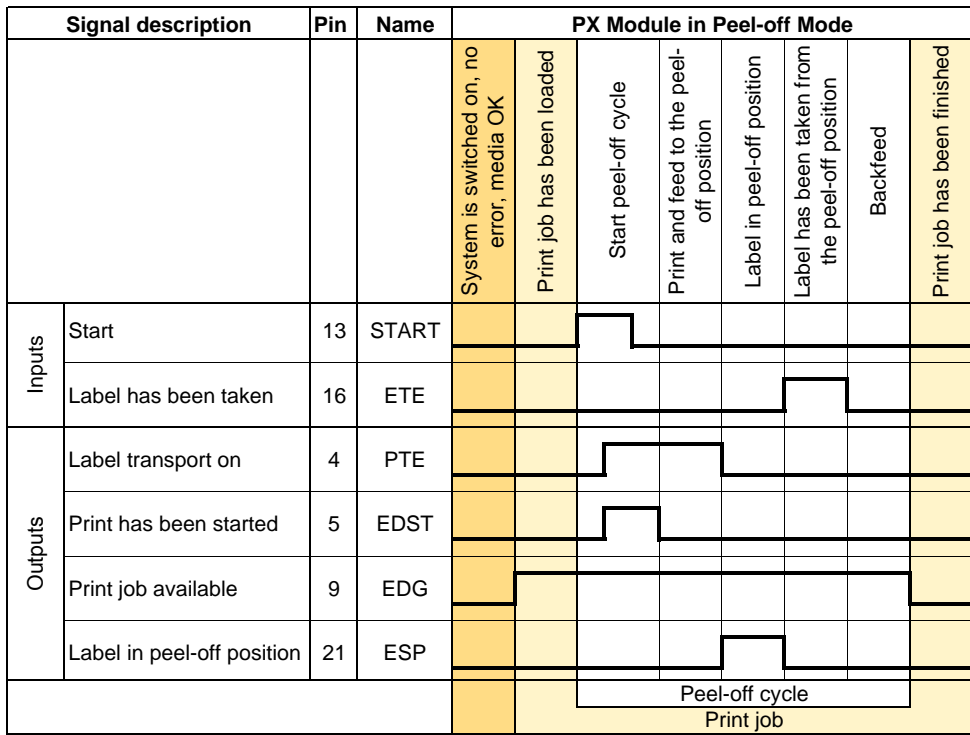 Signal description Pin Name PX Module in Peel-off Mode
System is switched on, no
error, media OK
Print job has been loaded
Start peel-off cycle
Print and feed to the peel-
off position
Label in peel-off position
Label has been taken from
the peel-off position
Backfeed
Print job has been finished
Inputs
Start 13 START
Label has been taken 16 ETE
Outputs
Label transport on 4 PTE
Print has been started 5 EDST
Print job available 9 EDG
Label in peel-off position 21 ESP
Peel-off cycle
Print job